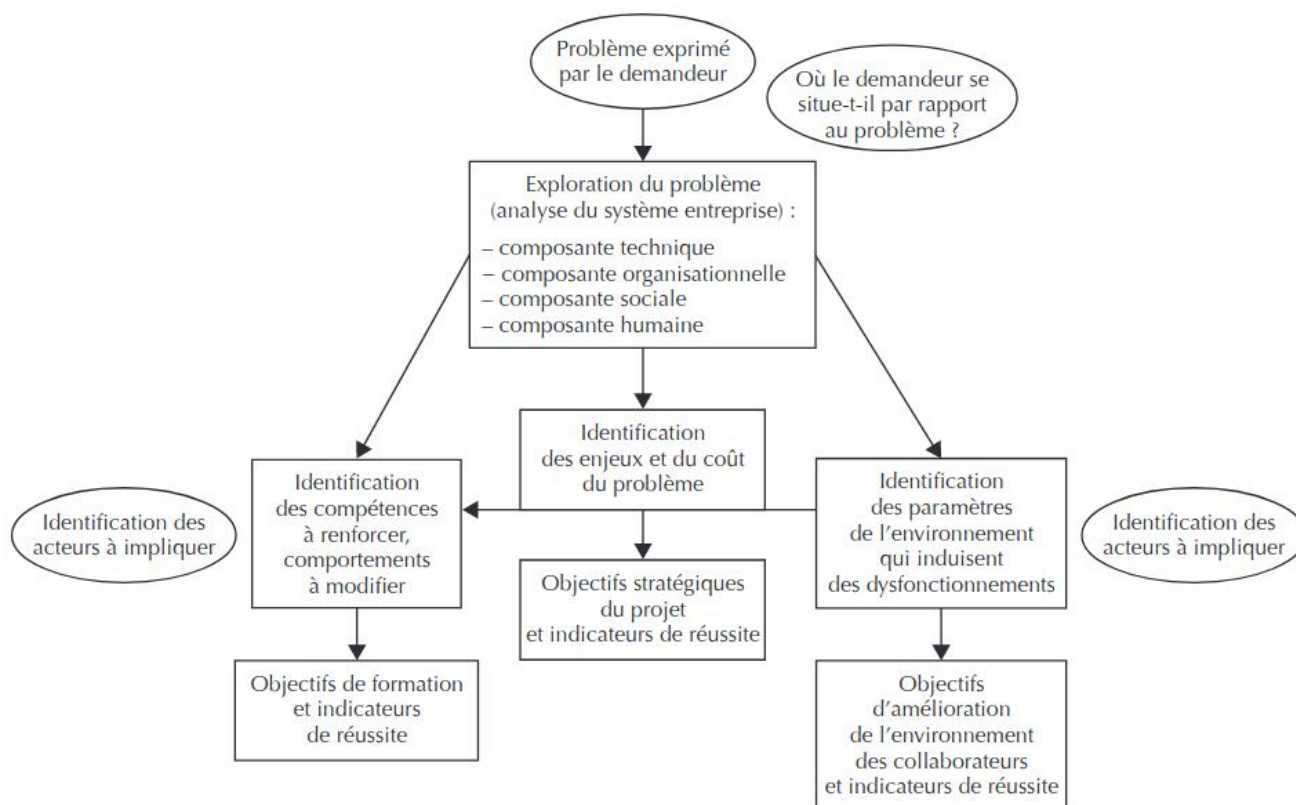 Problème exprimé
par le demandeur
Où le demandeur se
situe-t-il par rapport
au problème ?
Exploration du problème
(analyse du système entreprise) :
– composante technique
– composante organisationnelle
– composante sociale
– composante humaine
Identification
des enjeux et du coût
du problème
Identification des
acteurs à impliquer
Identification
des compétences
à renforcer,
comportements
à modifier
Identification
des paramètres
de l’environnement
qui induisent
des dysfonctionnements
Identification des
acteurs à impliquer
Objectifs stratégiques
du projet
et indicateurs de réussite
Objectifs de formation
et indicateurs
de réussite
Objectifs
d’amélioration
de l’environnement
des collaborateurs
et indicateurs de réussite